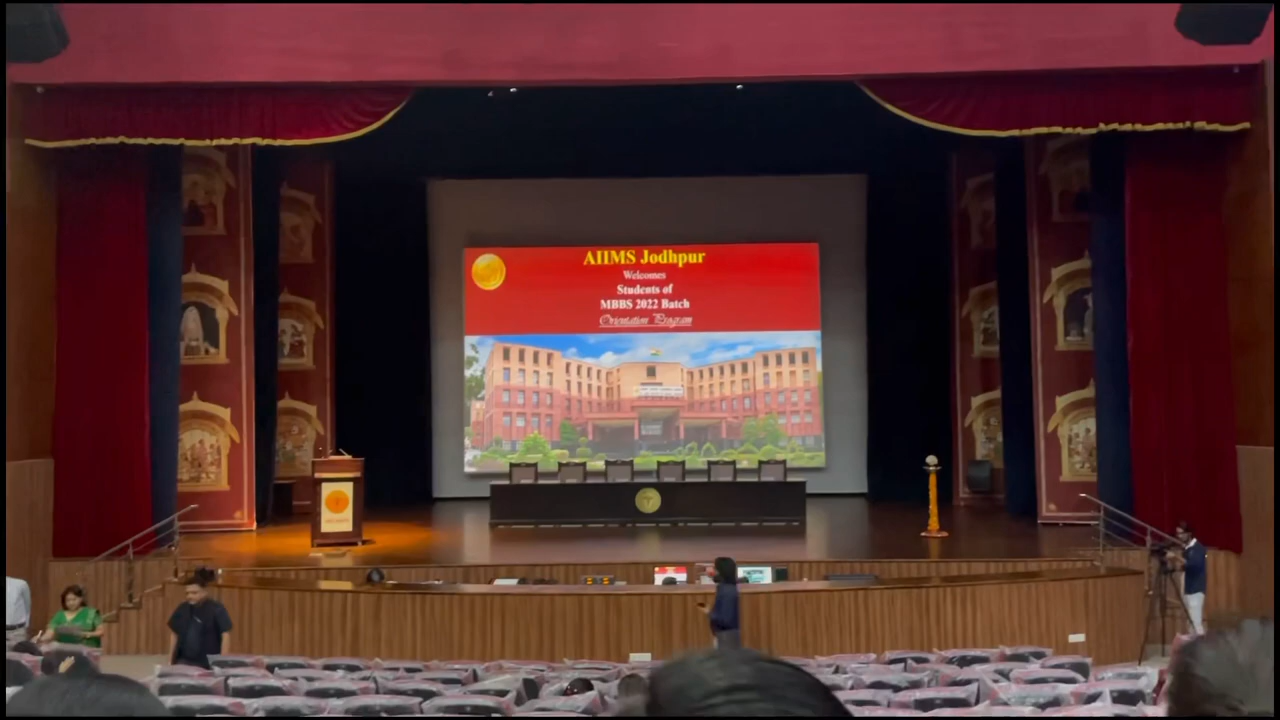 AIIMS Jodhpur
Welcomes
Students of
MBBS 2022 Batch
Orientation Program